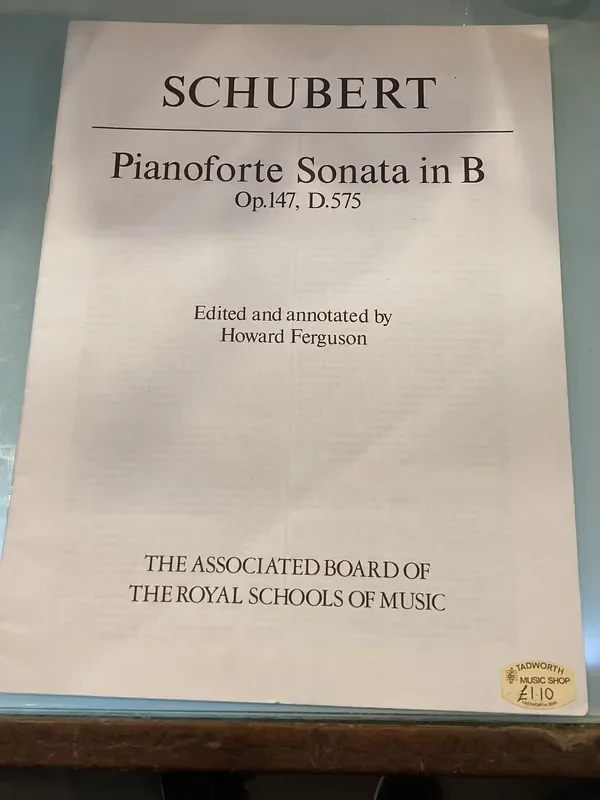 SCHUBERT
Pianoforte Sonata in B
Op.147, D.575
Edited and annotated by
Howard Ferguson
THE ASSOCIATED BOARD OF
THE ROYAL SCHOOLS OF MUSIC
TADWORTH
MUSIC SHOP
£1·10